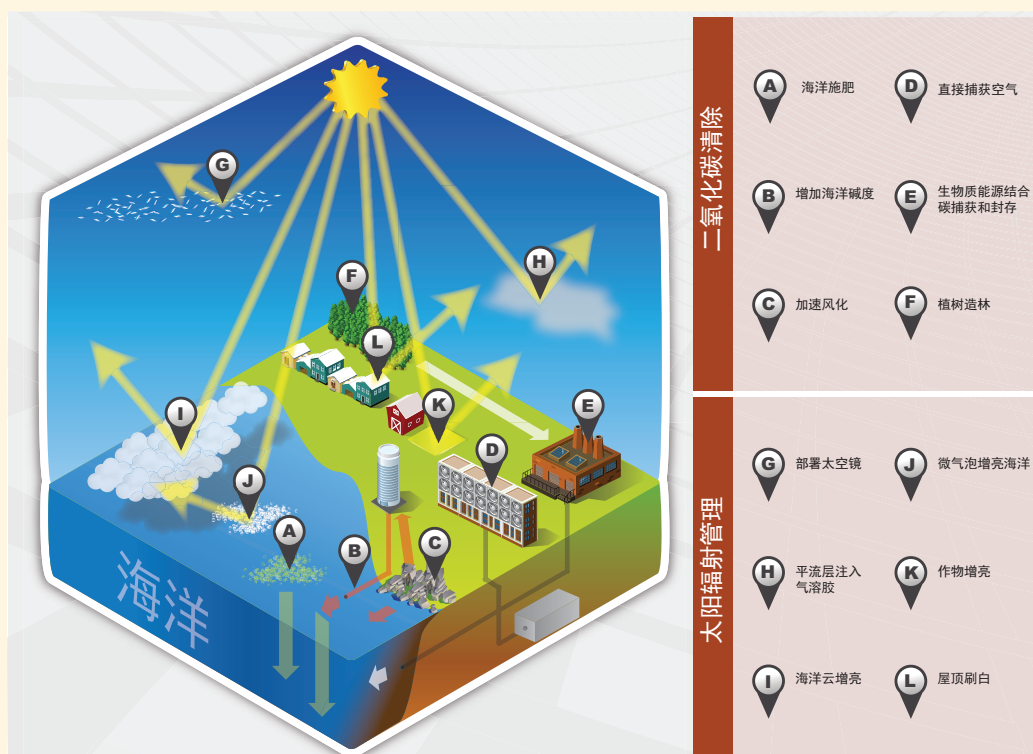 G
H
F
L
K
E
D
I
J
A
B
C
海洋
二氧化碳清除
A 海洋施肥
D 直接捕获空气
B 增加海洋碱度
E 生物质能源结合
碳捕获和封存
C 加速风化
F 植树造林
太阳辐射管理
G 部署太空镜
J 微气泡增亮海洋
H 平流层注入
气溶胶
K 作物增亮
I 海洋云增亮
L 屋顶刷白